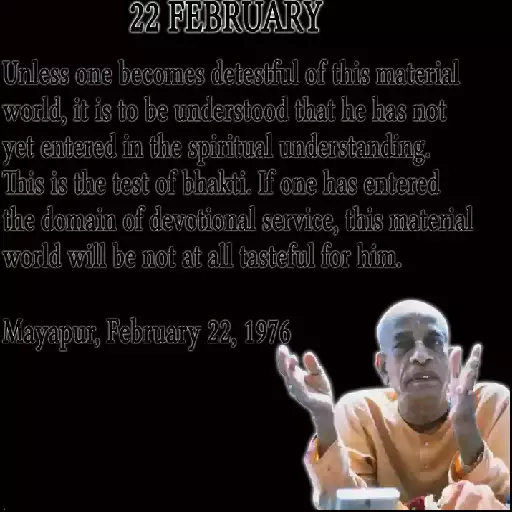 22 FEBRUARY
Unless one becomes detestful of this material
world, it is to be understood that he has not
yet entered in the spiritual understanding.
This is the test of bhakti. If one has entered
the domain of devotional service, this material
world will be not at all tasteful for him.
Mayapur, February 22, 1976